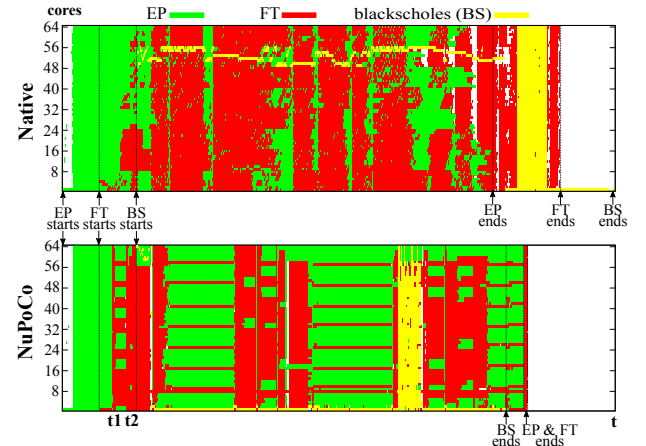 cores EP FT blackscholes (BS)
64
56
48
40
32
24
16
8
Native
EP starts
FT starts
BS starts
EP ends
FT ends
BS ends
64
56
48
40
32
24
16
8
NuPoCo
t1 t2 t
BS ends
EP & FT ends